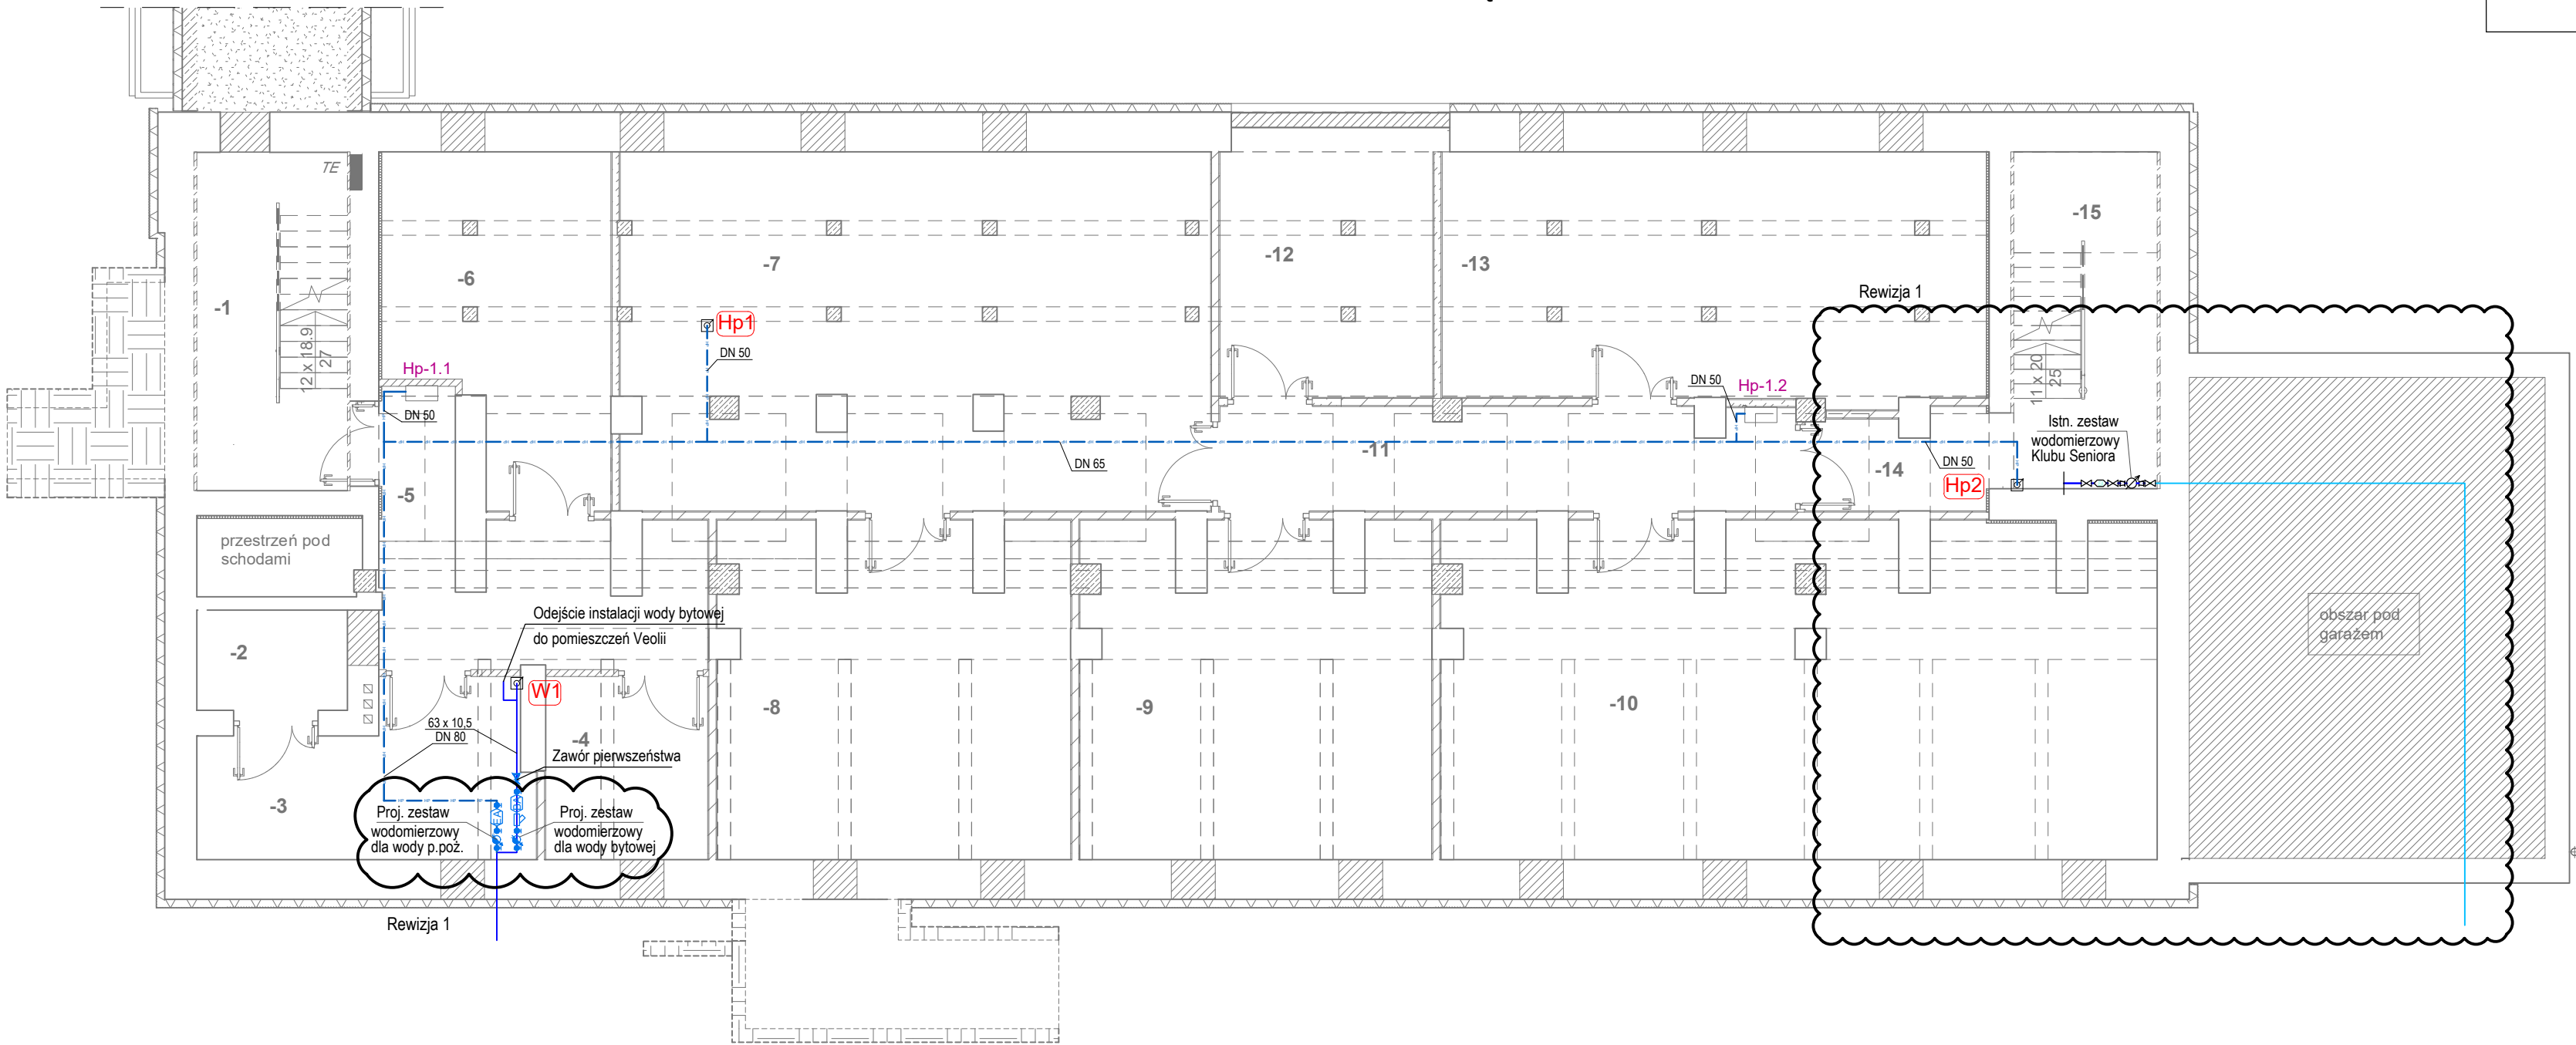 TE
-1
12 x 18.9
27
-6
-7
-12
-13
-15
Rewizja 1
Hp1
DN 50
Hp-1.1
DN 50
DN 50
Hp-1.2
11 x 20
25
Istn. zestaw
wodomierzowy
Klubu Seniora
-11
DN 65
-14
DN 50
Hp2
-5
przestrzeń pod
schodami
Odejście instalacji wody bytowej
do pomieszczeń Veolii
obszar pod
garażem
-2
W1
63 x 10,5
DN 80
-4
Zawór pierwszeństwa
-8
-9
-10
-3
Proj. zestaw
wodomierzowy
dla wody p.poż.
EA
Proj. zestaw
wodomierzowy
dla wody bytowej
Rewizja 1